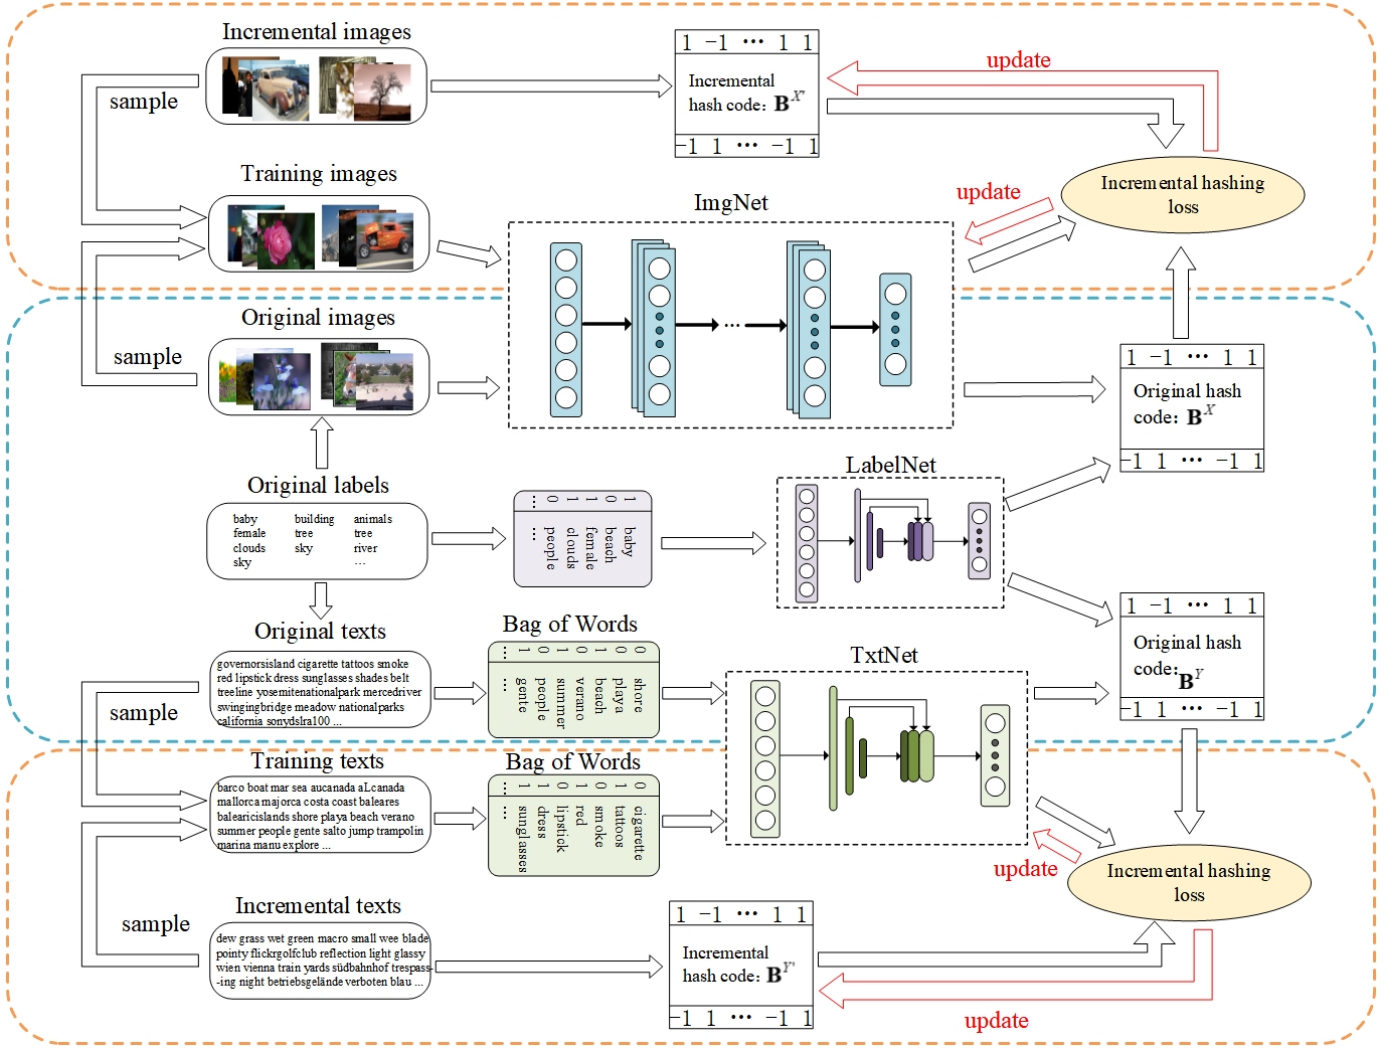 Incremental images
sample
1 -1 ··· 1 1
Incremental
hash code: B^{X'}
-1 1 ··· -1 1
update
Training images
update
Incremental hashing
loss
ImgNet
...
Original images
sample
1 -1 ··· 1 1
Original hash
code: B^X
-1 1 ··· -1 1
Original labels
baby building animals
female tree tree
clouds sky river
sky ...
1 baby
0 beach
1 female
1 clouds
0 people
... ...
LabelNet
Original texts
governorsisland cigarette tattoos smoke
red lipstick dress sunglasses shades belt
treeline yosemitenationalpark mercedriver
swingingbridge meadow nationalparks
california sonydslra100 ...
sample
Bag of Words
0 shore
0 playa
1 beach
0 verano
1 summer
0 people
1 gente
... ...
TxtNet
1 -1 ··· 1 1
Original hash
code: B^Y
-1 1 ··· -1 1
Training texts
barco boat mar sea aucanada aLcanada
mallorca majorca costa coast baleares
balearicislands shore playa beach verano
summer people gente salto jump trampolin
marina manu explore ...
Bag of Words
0 cigarette
1 tattoos
0 smoke
1 red
0 lipstick
1 dress
1 sunglasses
... ...
update
Incremental hashing
loss
Incremental texts
sample
dew grass wet green macro small wee blade
pointy flickrgolfclub reflection light glassy
wien vienna train yards südbahnhof trespass-
-ing night betriebsgelände verboten blau ...
1 -1 ··· 1 1
Incremental
hash code: B^{Y'}
-1 1 ··· -1 1
update